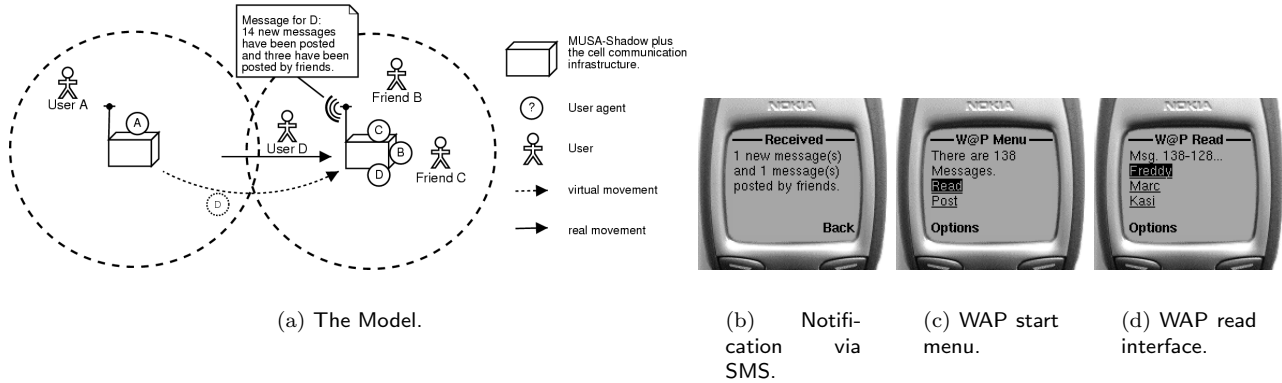 Message for D:
14 new messages
have been posted
and three have been
posted by friends.
User A
A
User D
Friend B
C
B
D
Friend C
D
MUSA-Shadow plus
the cell communication
infrastructure.
?
User agent
User
virtual movement
real movement
(a) The Model.
NOKIA
Received
1 new message(s)
and 1 message(s)
posted by friends.
Back
(b) Notifi-
cation via
SMS.
NOKIA
W@P Menu
There are 138
Messages.
Read
Post
Options
(c) WAP start
menu.
NOKIA
W@P Read
Msg. 138-128...
Freddy
Marc
Kasi
Options
(d) WAP read
interface.